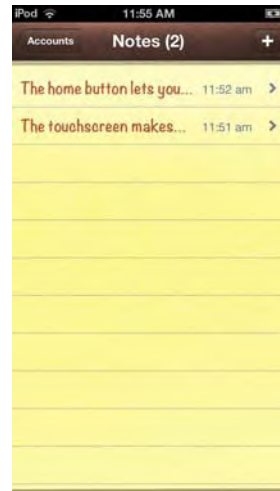 iPod 11:55 AM
Accounts Notes (2) +
The home button lets you... 11:52 am >
The touchscreen makes... 11:51 am >